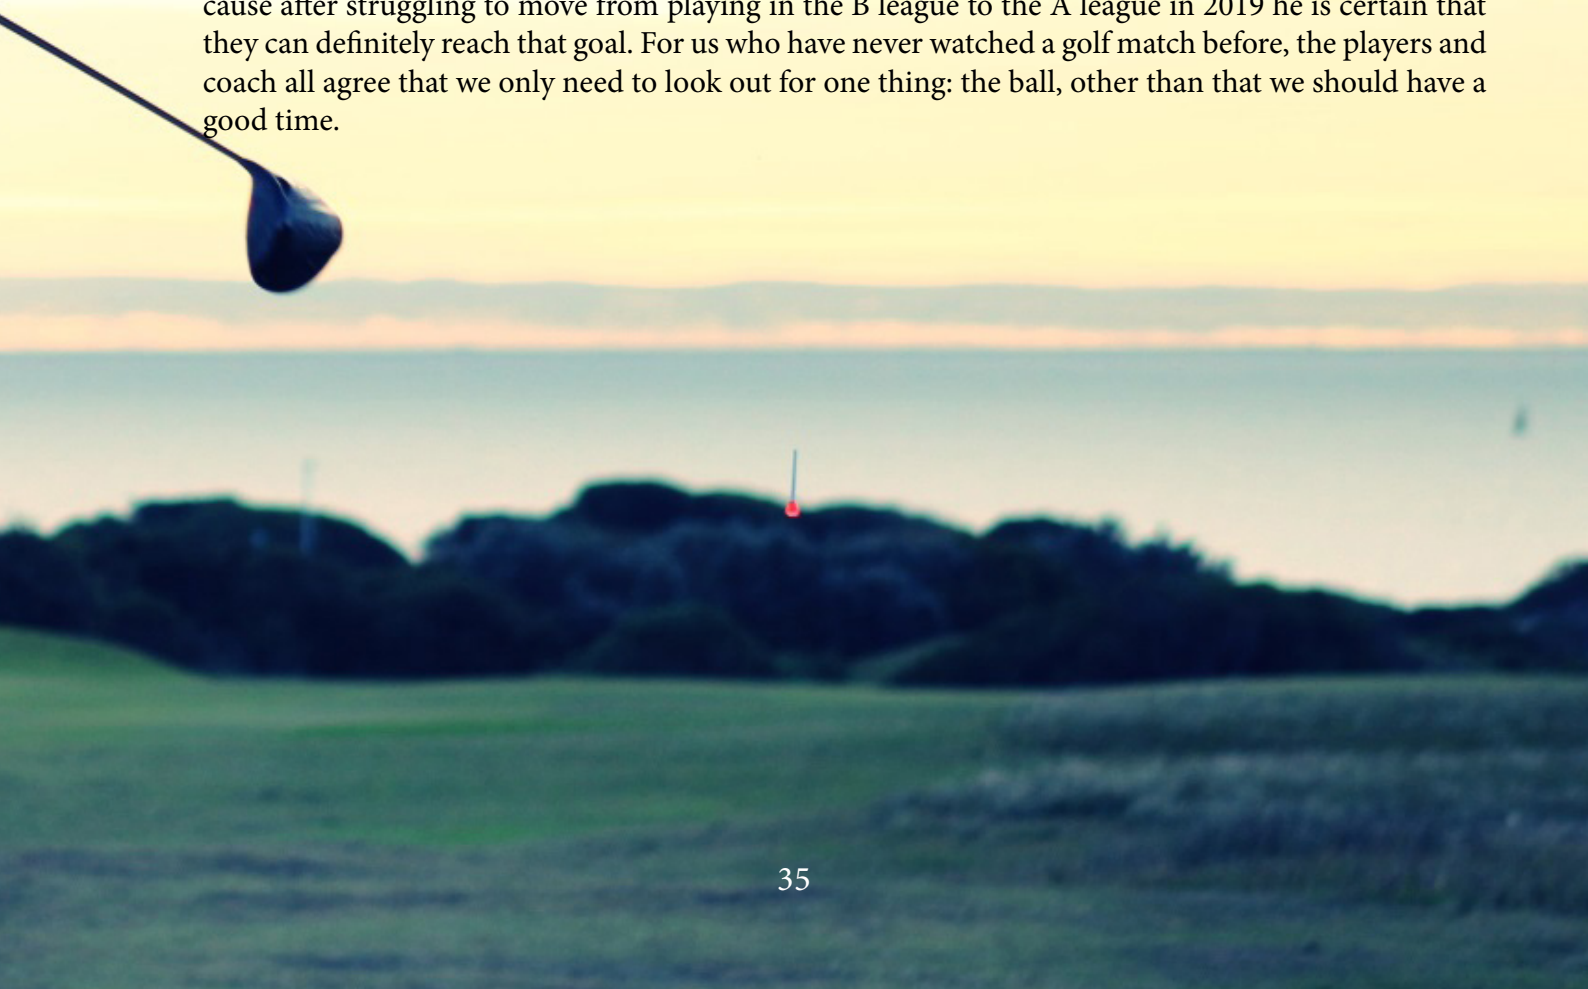 cause after struggling to move from playing in the B league to the A league in 2019 he is certain that
they can definitely reach that goal. For us who have never watched a golf match before, the players and
coach all agree that we only need to look out for one thing: the ball, other than that we should have a
good time.
35